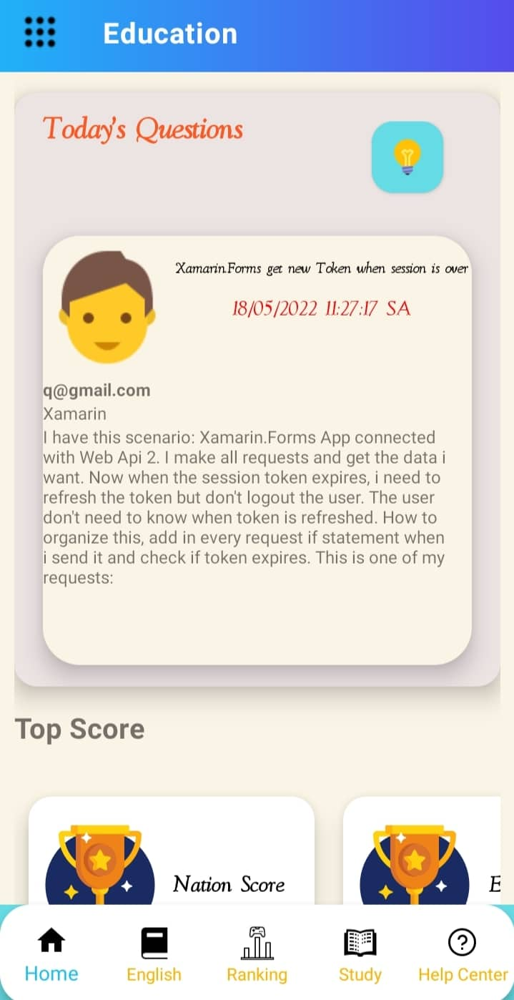 Education
Today's Questions
Xamarin.Forms get new Token when session is over
18/05/2022 11:27:17 SA
q@gmail.com
Xamarin
I have this scenario: Xamarin.Forms App connected
with Web Api 2. I make all requests and get the data i
want. Now when the session token expires, i need to
refresh the token but don't logout the user. The user
don't need to know when token is refreshed. How to
organize this, add in every request if statement when
i send it and check if token expires. This is one of my
requests:
Top Score
Nation Score
E
Home
English
Ranking
Study
Help Center